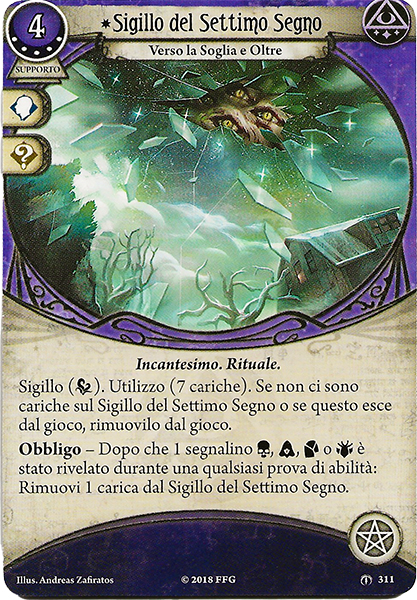 4
*Sigillo del Settimo Segno
Verso la Soglia e Oltre
SUPPORTO
?
Incantesimo. Rituale.
Sigillo (). Utilizzo (7 cariche). Se non ci sono
cariche sul Sigillo del Settimo Segno o se questo esce
dal gioco, rimuovilo dal gioco.
Obbligo – Dopo che 1 segnalino , , o è
stato rivelato durante una qualsiasi prova di abilità:
Rimuovi 1 carica dal Sigillo del Settimo Segno.
Illus. Andreas Zafiratos
© 2018 FFG
311